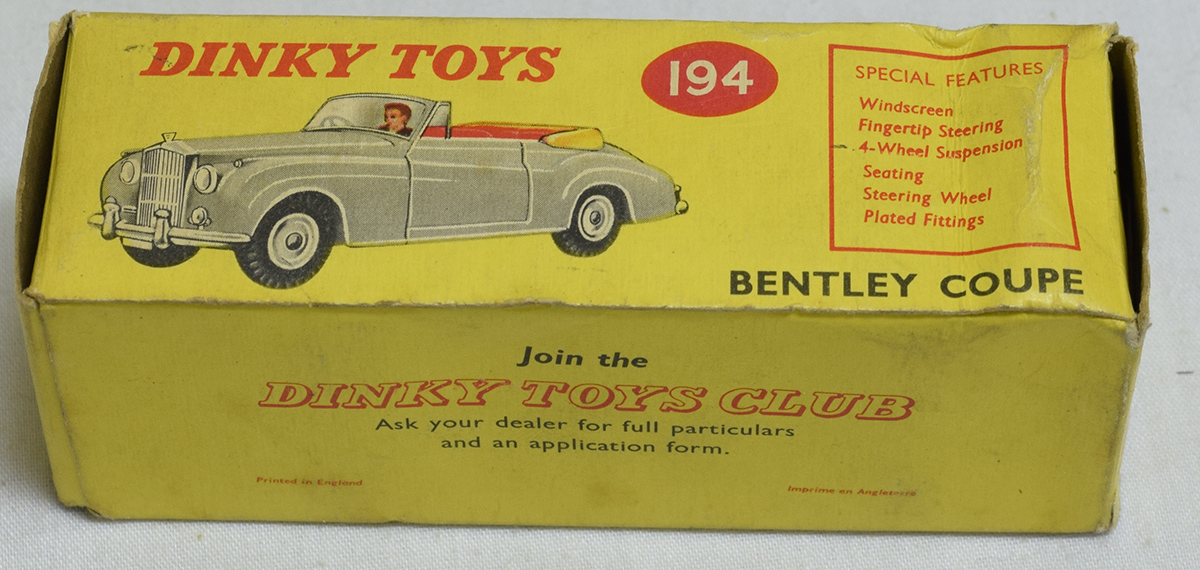 DINKY TOYS
194
SPECIAL FEATURES
Windscreen
Fingertip Steering
4-Wheel Suspension
Seating
Steering Wheel
Plated Fittings
BENTLEY COUPE
Join the
DINKY TOYS CLUB
Ask your dealer for full particulars
and an application form.
Printed in England
Imprime en Angleterre